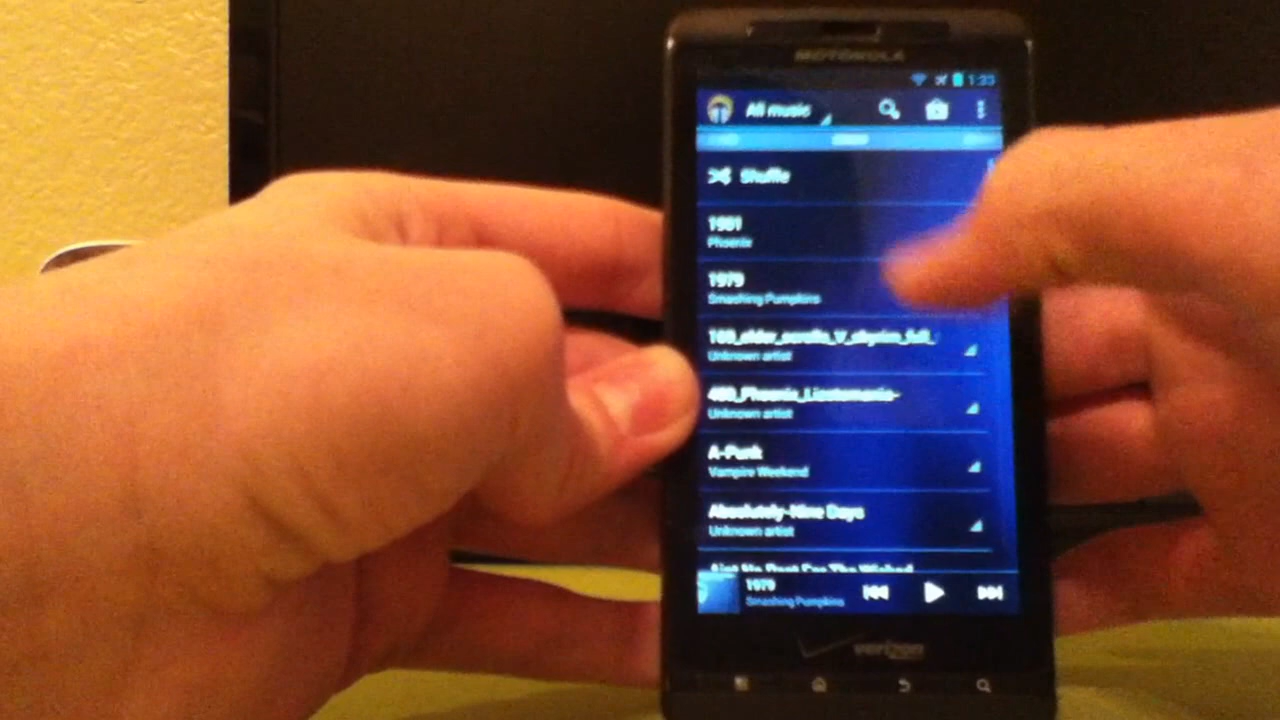 MOTOROLA
1:33
All music
Shuffle
1901
Phoenix
1979
Smashing Pumpkins
Unknown artist
Unknown artist
A-Punk
Vampire Weekend
Absolutely-Nine Days
Unknown artist
1979
Smashing Pumpkins
verizon